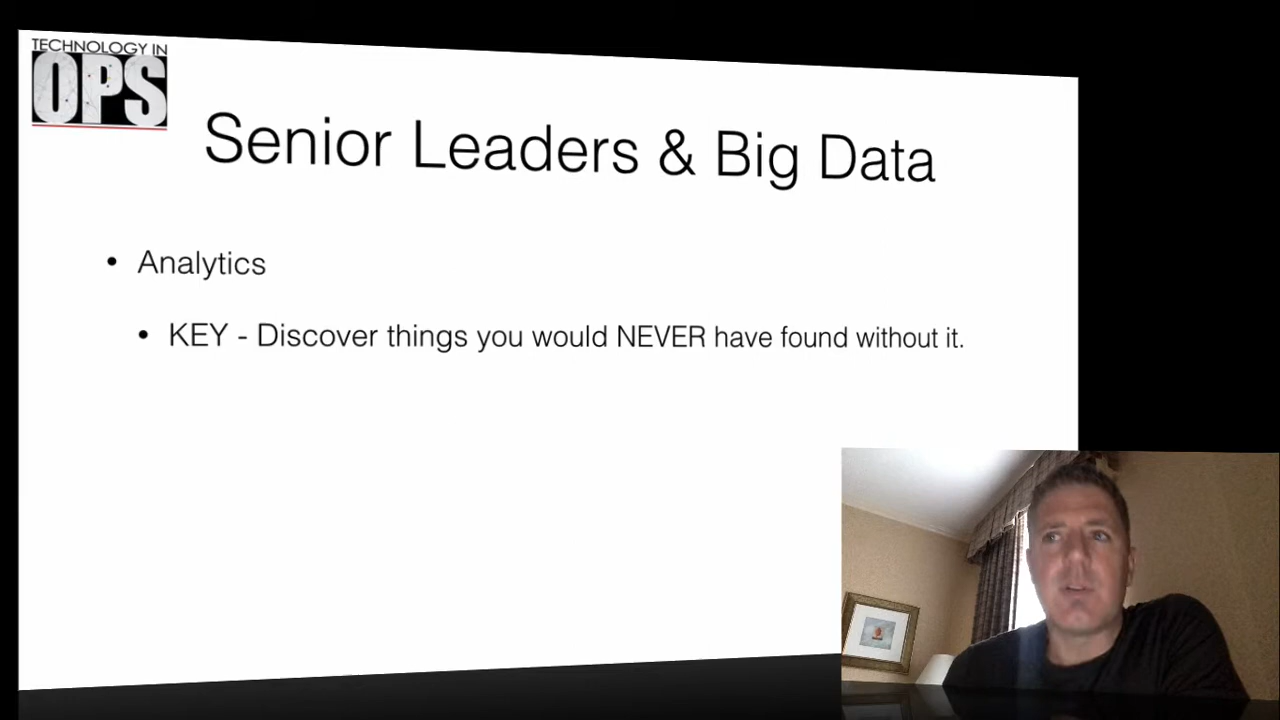 TECHNOLOGY IN
OPS
Senior Leaders & Big Data
• Analytics
• KEY - Discover things you would NEVER have found without it.